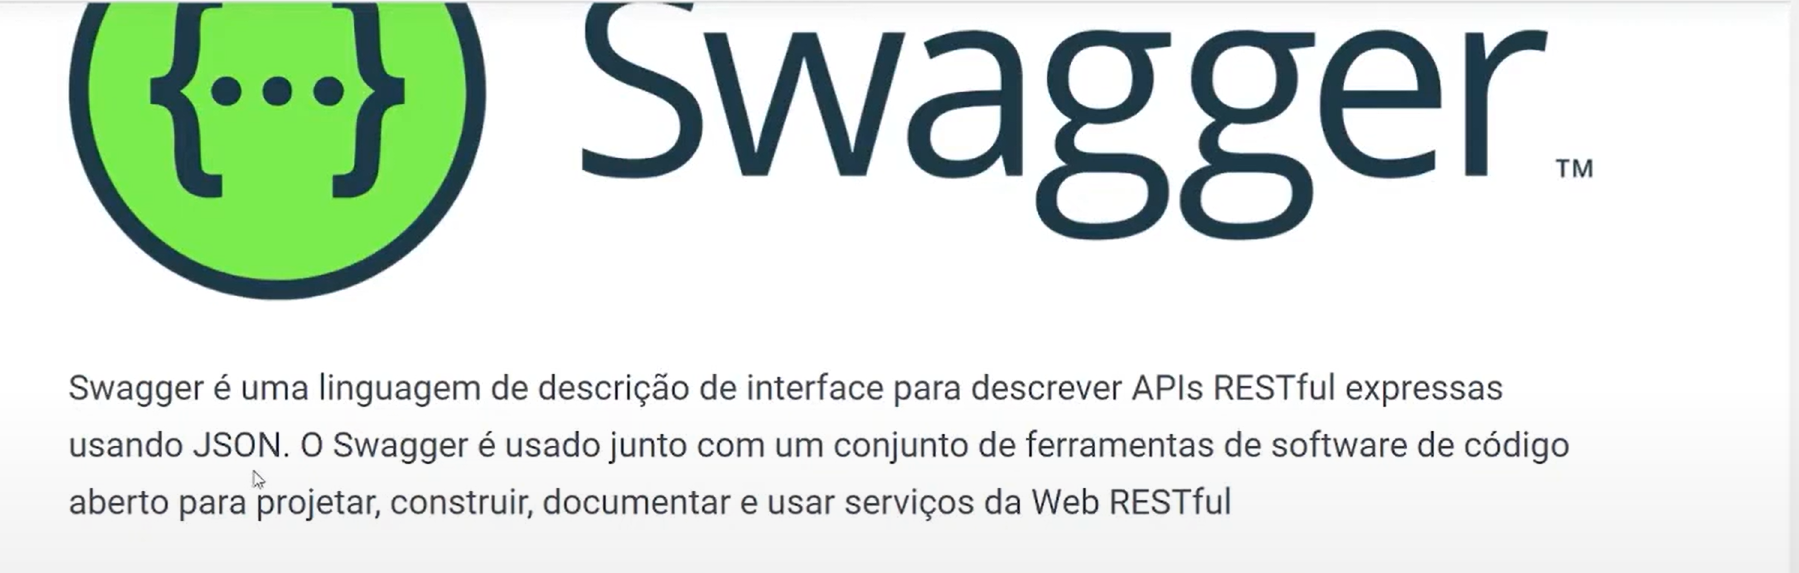 {...} Swagger™
Swagger é uma linguagem de descrição de interface para descrever APIs RESTful expressas
usando JSON. O Swagger é usado junto com um conjunto de ferramentas de software de código
aberto para projetar, construir, documentar e usar serviços da Web RESTful